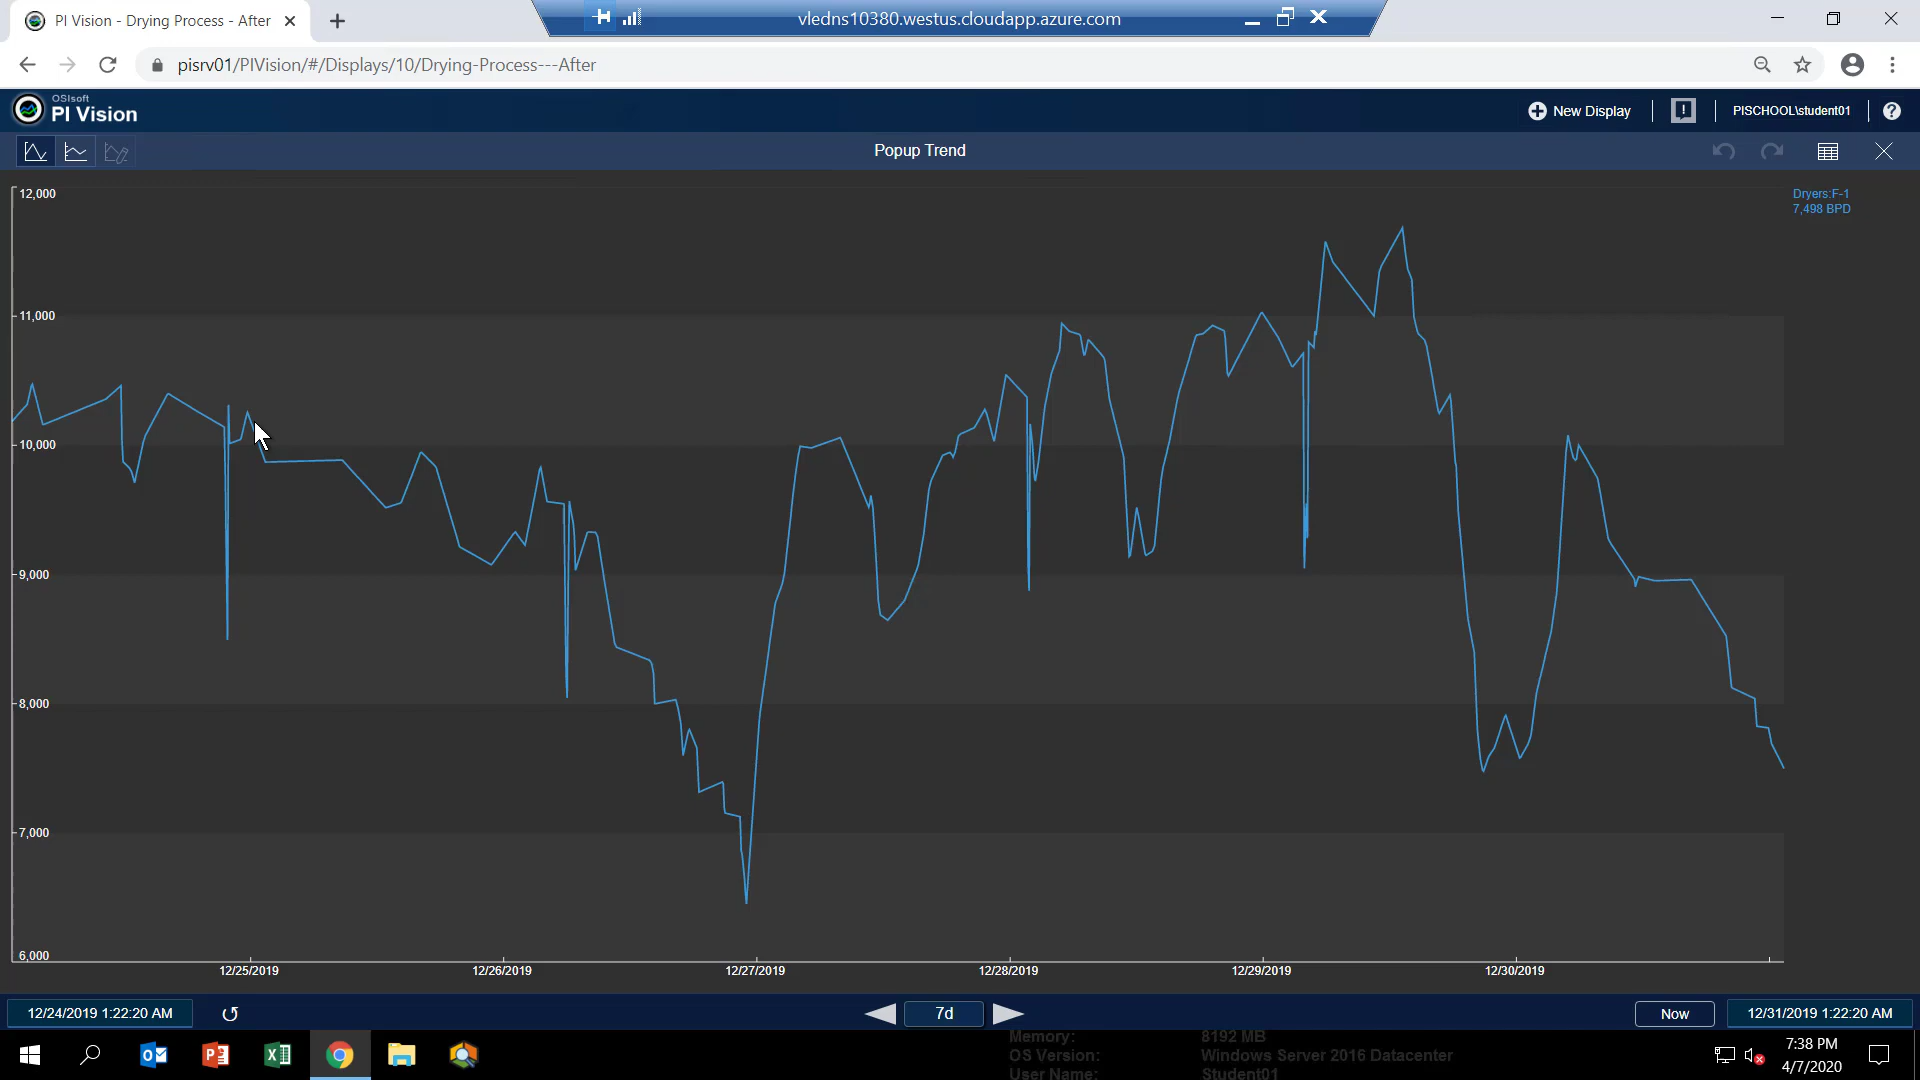 PI Vision - Drying Process - After
vledns10380.westus.cloudapp.azure.com
pisrv01/PIVision/#/Displays/10/Drying-Process---After
OSIsoft
PI Vision
New Display
PISCHOOL\student01
Popup Trend
12,000
11,000
10,000
9,000
8,000
7,000
6,000
Dryers:F-1
7,498 BPD
12/25/2019
12/26/2019
12/27/2019
12/28/2019
12/29/2019
12/30/2019
12/24/2019 1:22:20 AM
7d
Now
12/31/2019 1:22:20 AM
Memory: 8192 MB
OS Version: Windows Server 2016 Datacenter
User Name: Student01
7:38 PM
4/7/2020